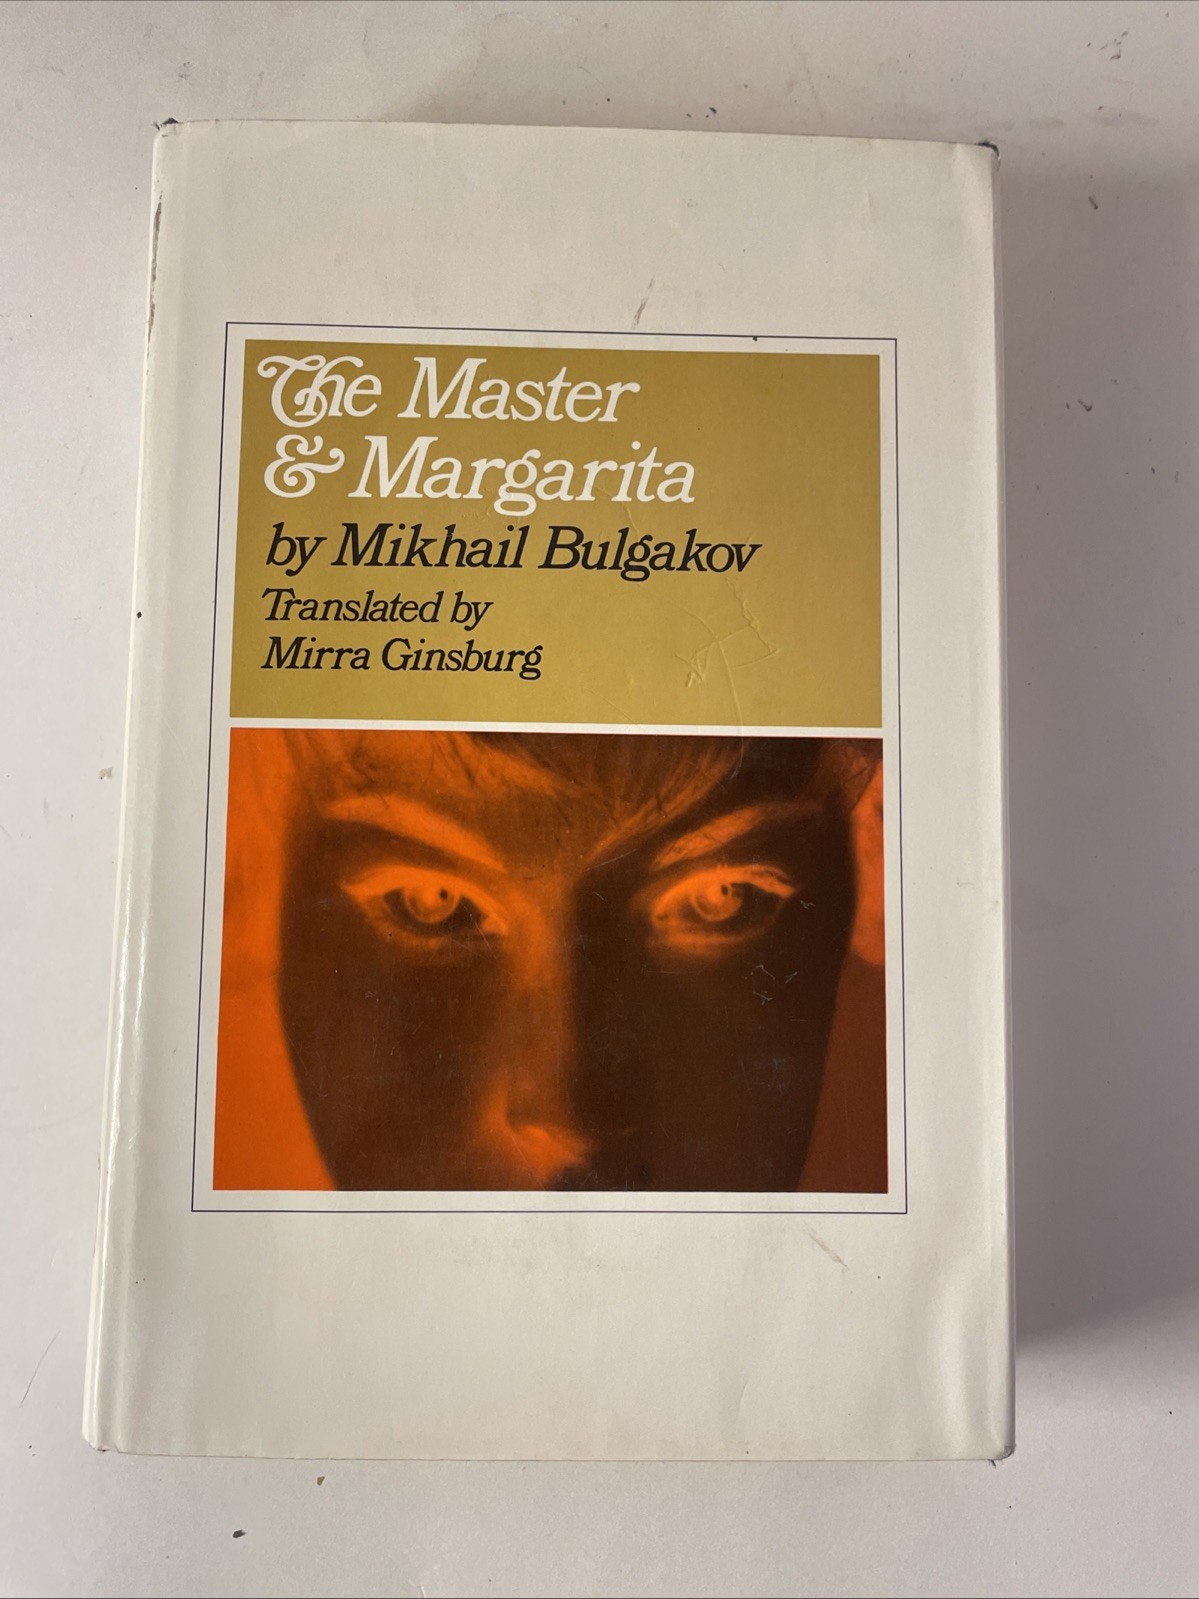 The Master
& Margarita
by Mikhail Bulgakov
Translated by
Mirra Ginsburg